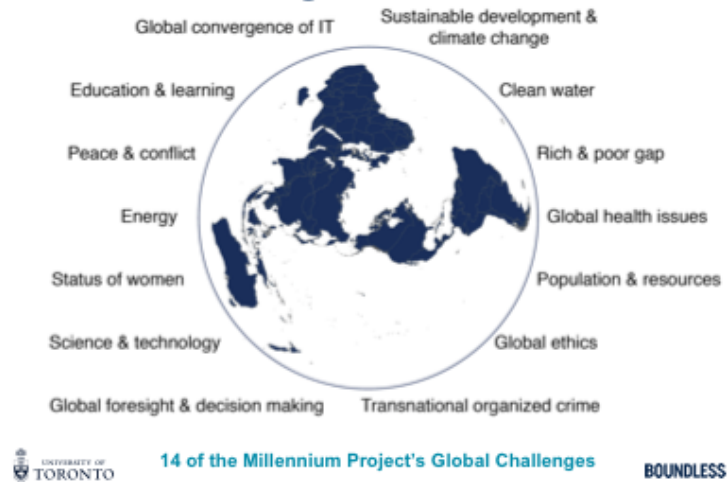 Global convergence of IT
Sustainable development &
climate change
Education & learning
Clean water
Peace & conflict
Rich & poor gap
Energy
Global health issues
Status of women
Population & resources
Science & technology
Global ethics
Global foresight & decision making
Transnational organized crime
UNIVERSITY OF
TORONTO
14 of the Millennium Project's Global Challenges
BOUNDLESS